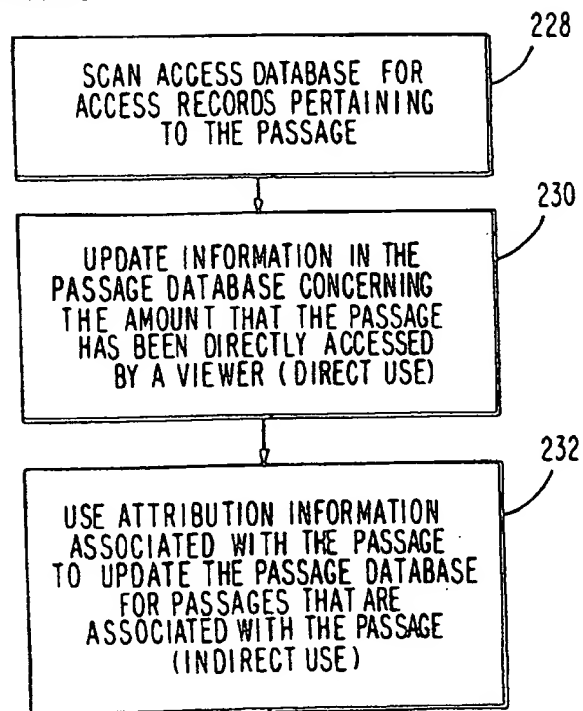 228
SCAN ACCESS DATABASE FOR
ACCESS RECORDS PERTAINING
TO THE PASSAGE
230
UPDATE INFORMATION IN THE
PASSAGE DATABASE CONCERNING
THE AMOUNT THAT THE PASSAGE
HAS BEEN DIRECTLY ACCESSED
BY A VIEWER (DIRECT USE)
232
USE ATTRIBUTION INFORMATION
ASSOCIATED WITH THE PASSAGE
TO UPDATE THE PASSAGE DATABASE
FOR PASSAGES THAT ARE
ASSOCIATED WITH THE PASSAGE
(INDIRECT USE)